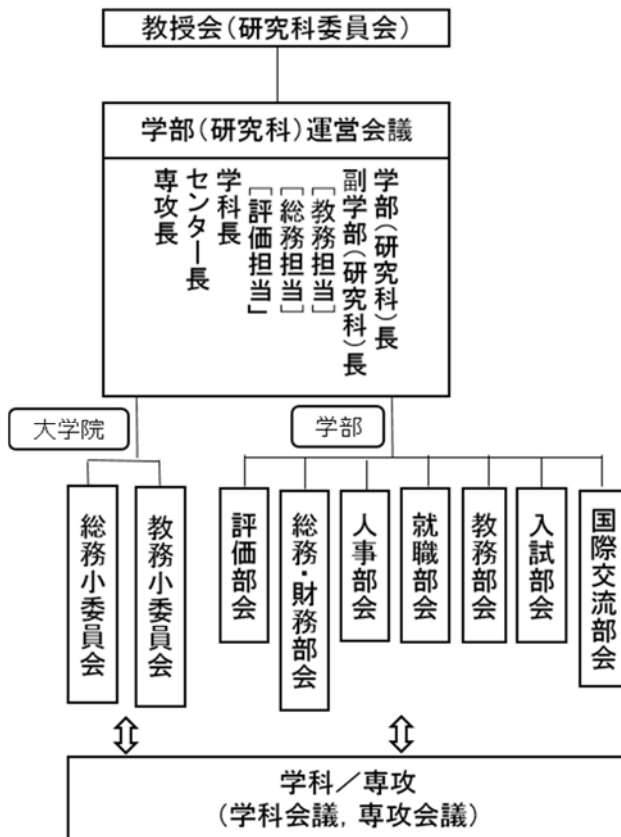 教授会(研究科委員会)
学部(研究科)運営会議
学部(研究科)長
副学部(研究科)長
[教務担当]
[総務担当]
[評価担当」
学科長
センター長
専攻長
大学院
学部
総務小委員会
教務小委員会
評価部会
総務・財務部会
人事部会
就職部会
教務部会
入試部会
国際交流部会
学科/専攻
(学科会議, 専攻会議)